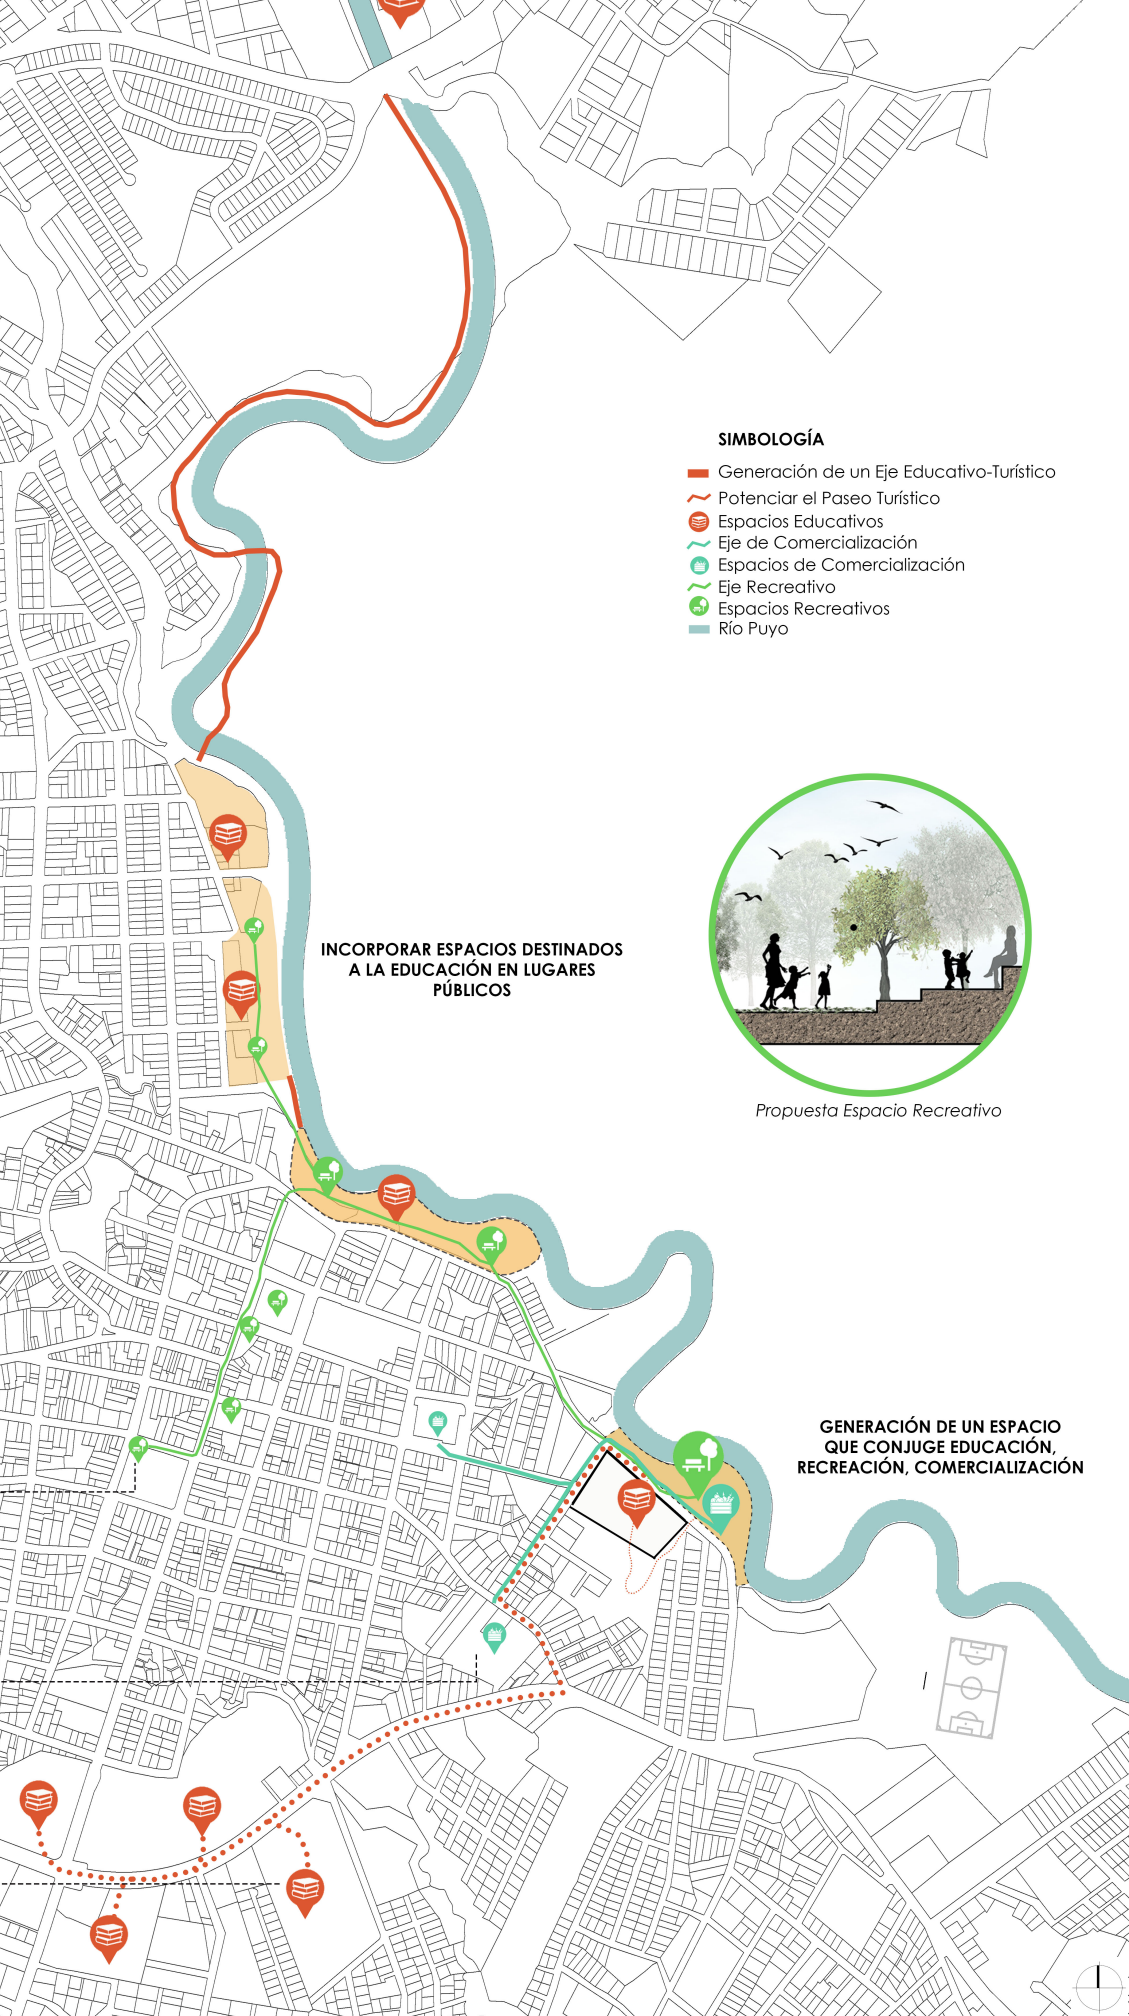 SIMBOLOGÍA
Generación de un Eje Educativo-Turístico
Potenciar el Paseo Turístico
Espacios Educativos
Eje de Comercialización
Espacios de Comercialización
Eje Recreativo
Espacios Recreativos
Río Puyo
INCORPORAR ESPACIOS DESTINADOS
A LA EDUCACIÓN EN LUGARES
PÚBLICOS
Propuesta Espacio Recreativo
GENERACIÓN DE UN ESPACIO
QUE CONJUGE EDUCACIÓN,
RECREACIÓN, COMERCIALIZACIÓN